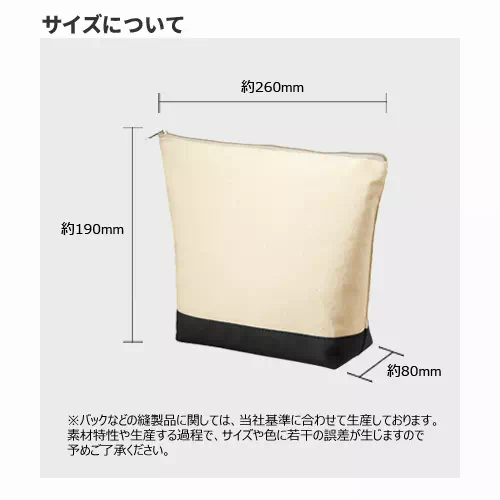 サイズについて
約260mm
約190mm
約80mm
※バックなどの縫製品に関しては、当社基準に合わせて生産しております。
素材特性や生産する過程で、サイズや色に若干の誤差が生じますので
予めご了承ください。